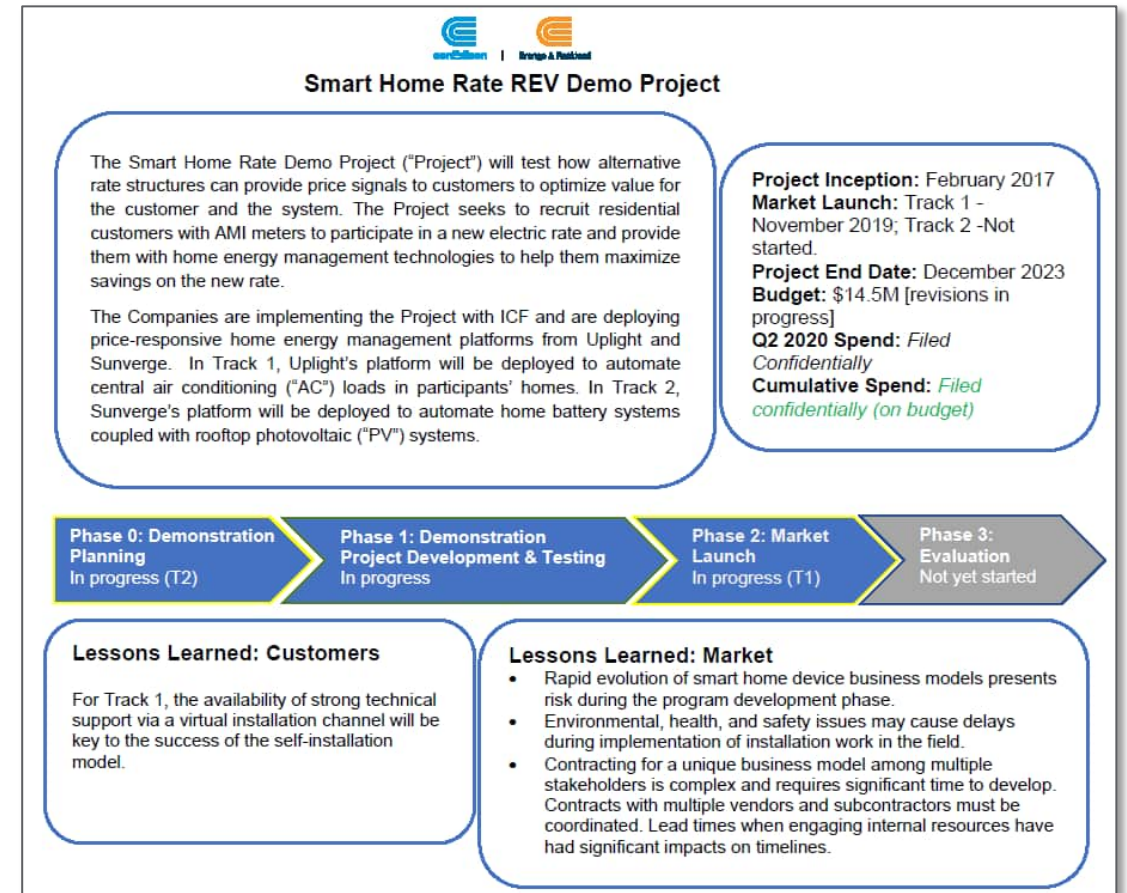 conEdison | Orange & Rockland
Smart Home Rate REV Demo Project
The Smart Home Rate Demo Project ("Project") will test how alternative
rate structures can provide price signals to customers to optimize value for
the customer and the system. The Project seeks to recruit residential
customers with AMI meters to participate in a new electric rate and provide
them with home energy management technologies to help them maximize
savings on the new rate.
The Companies are implementing the Project with ICF and are deploying
price-responsive home energy management platforms from Uplight and
Sunverge. In Track 1, Uplight's platform will be deployed to automate
central air conditioning ("AC") loads in participants' homes. In Track 2,
Sunverge's platform will be deployed to automate home battery systems
coupled with rooftop photovoltaic ("PV") systems.
Project Inception: February 2017
Market Launch: Track 1 -
November 2019; Track 2 -Not
started.
Project End Date: December 2023
Budget: $14.5M [revisions in
progress]
Q2 2020 Spend: Filed
Confidentially
Cumulative Spend: Filed
confidentially (on budget)
Phase 0: Demonstration
Planning
In progress (T2)
Phase 1: Demonstration
Project Development & Testing
In progress
Phase 2: Market
Launch
In progress (T1)
Phase 3:
Evaluation
Not yet started
Lessons Learned: Customers
For Track 1, the availability of strong technical
support via a virtual installation channel will be
key to the success of the self-installation
model.
Lessons Learned: Market
• Rapid evolution of smart home device business models presents
risk during the program development phase.
• Environmental, health, and safety issues may cause delays
during implementation of installation work in the field.
• Contracting for a unique business model among multiple
stakeholders is complex and requires significant time to develop.
Contracts with multiple vendors and subcontractors must be
coordinated. Lead times when engaging internal resources have
had significant impacts on timelines.